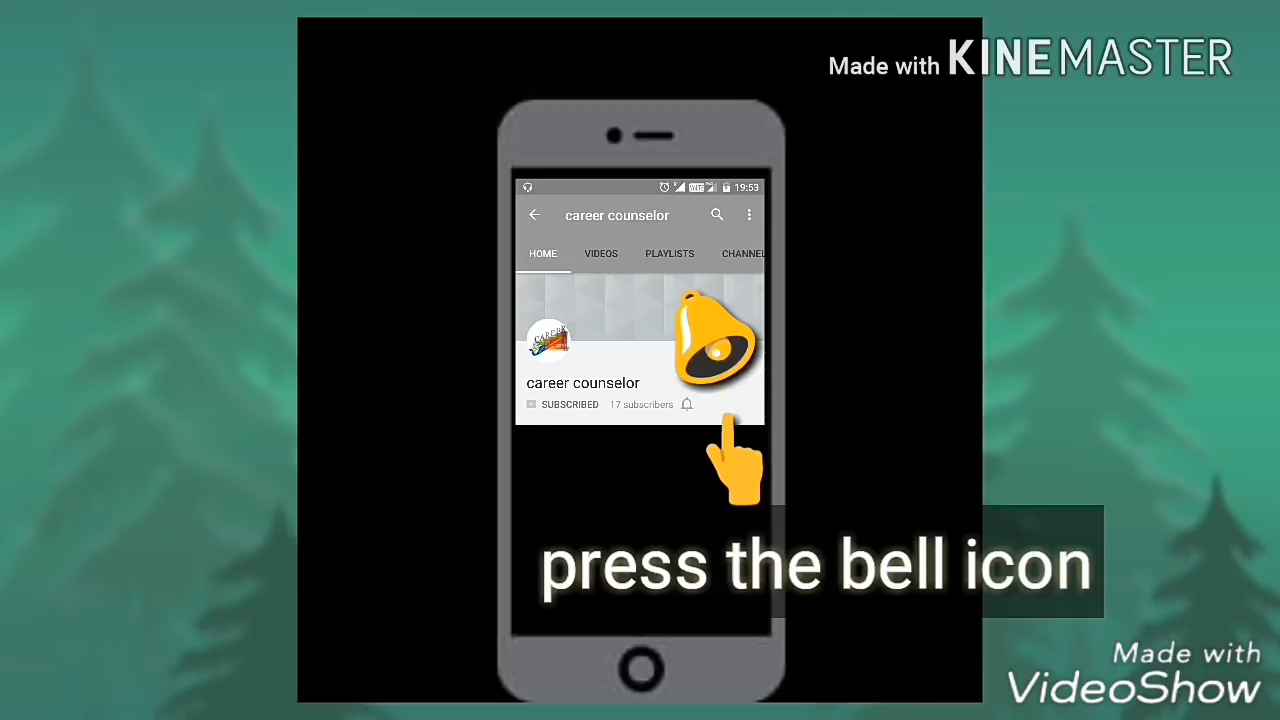 Made with KINEMASTER
19:53
career counselor
HOME VIDEOS PLAYLISTS CHANNEL
CAREER
career counselor
SUBSCRIBED 17 subscribers
press the bell icon
Made with
VideoShow